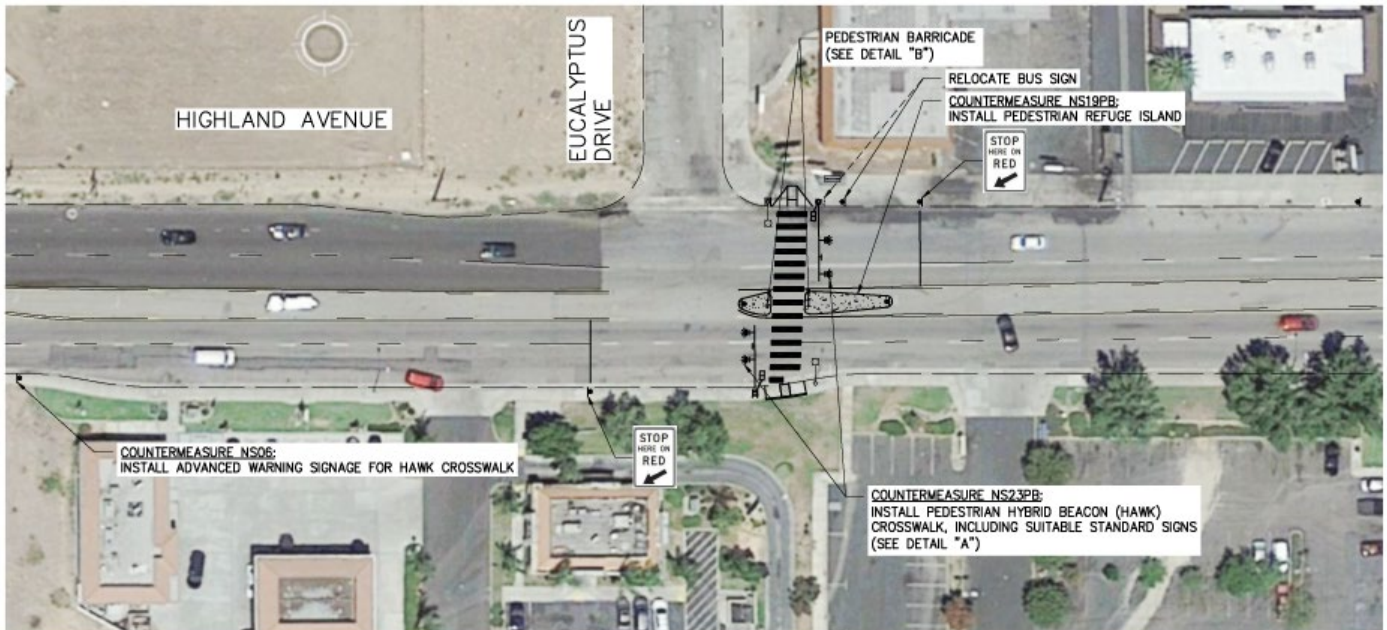 HIGHLAND AVENUE
EUCALYPTUS
DRIVE
PEDESTRIAN BARRICADE
(SEE DETAIL "B")
RELOCATE BUS SIGN
COUNTERMEASURE NS19PB:
INSTALL PEDESTRIAN REFUGE ISLAND
STOP
HERE ON
RED
COUNTERMEASURE NS06:
INSTALL ADVANCED WARNING SIGNAGE FOR HAWK CROSSWALK
STOP
HERE ON
RED
COUNTERMEASURE NS23PB:
INSTALL PEDESTRIAN HYBRID BEACON (HAWK)
CROSSWALK, INCLUDING SUITABLE STANDARD SIGNS
(SEE DETAIL "A")